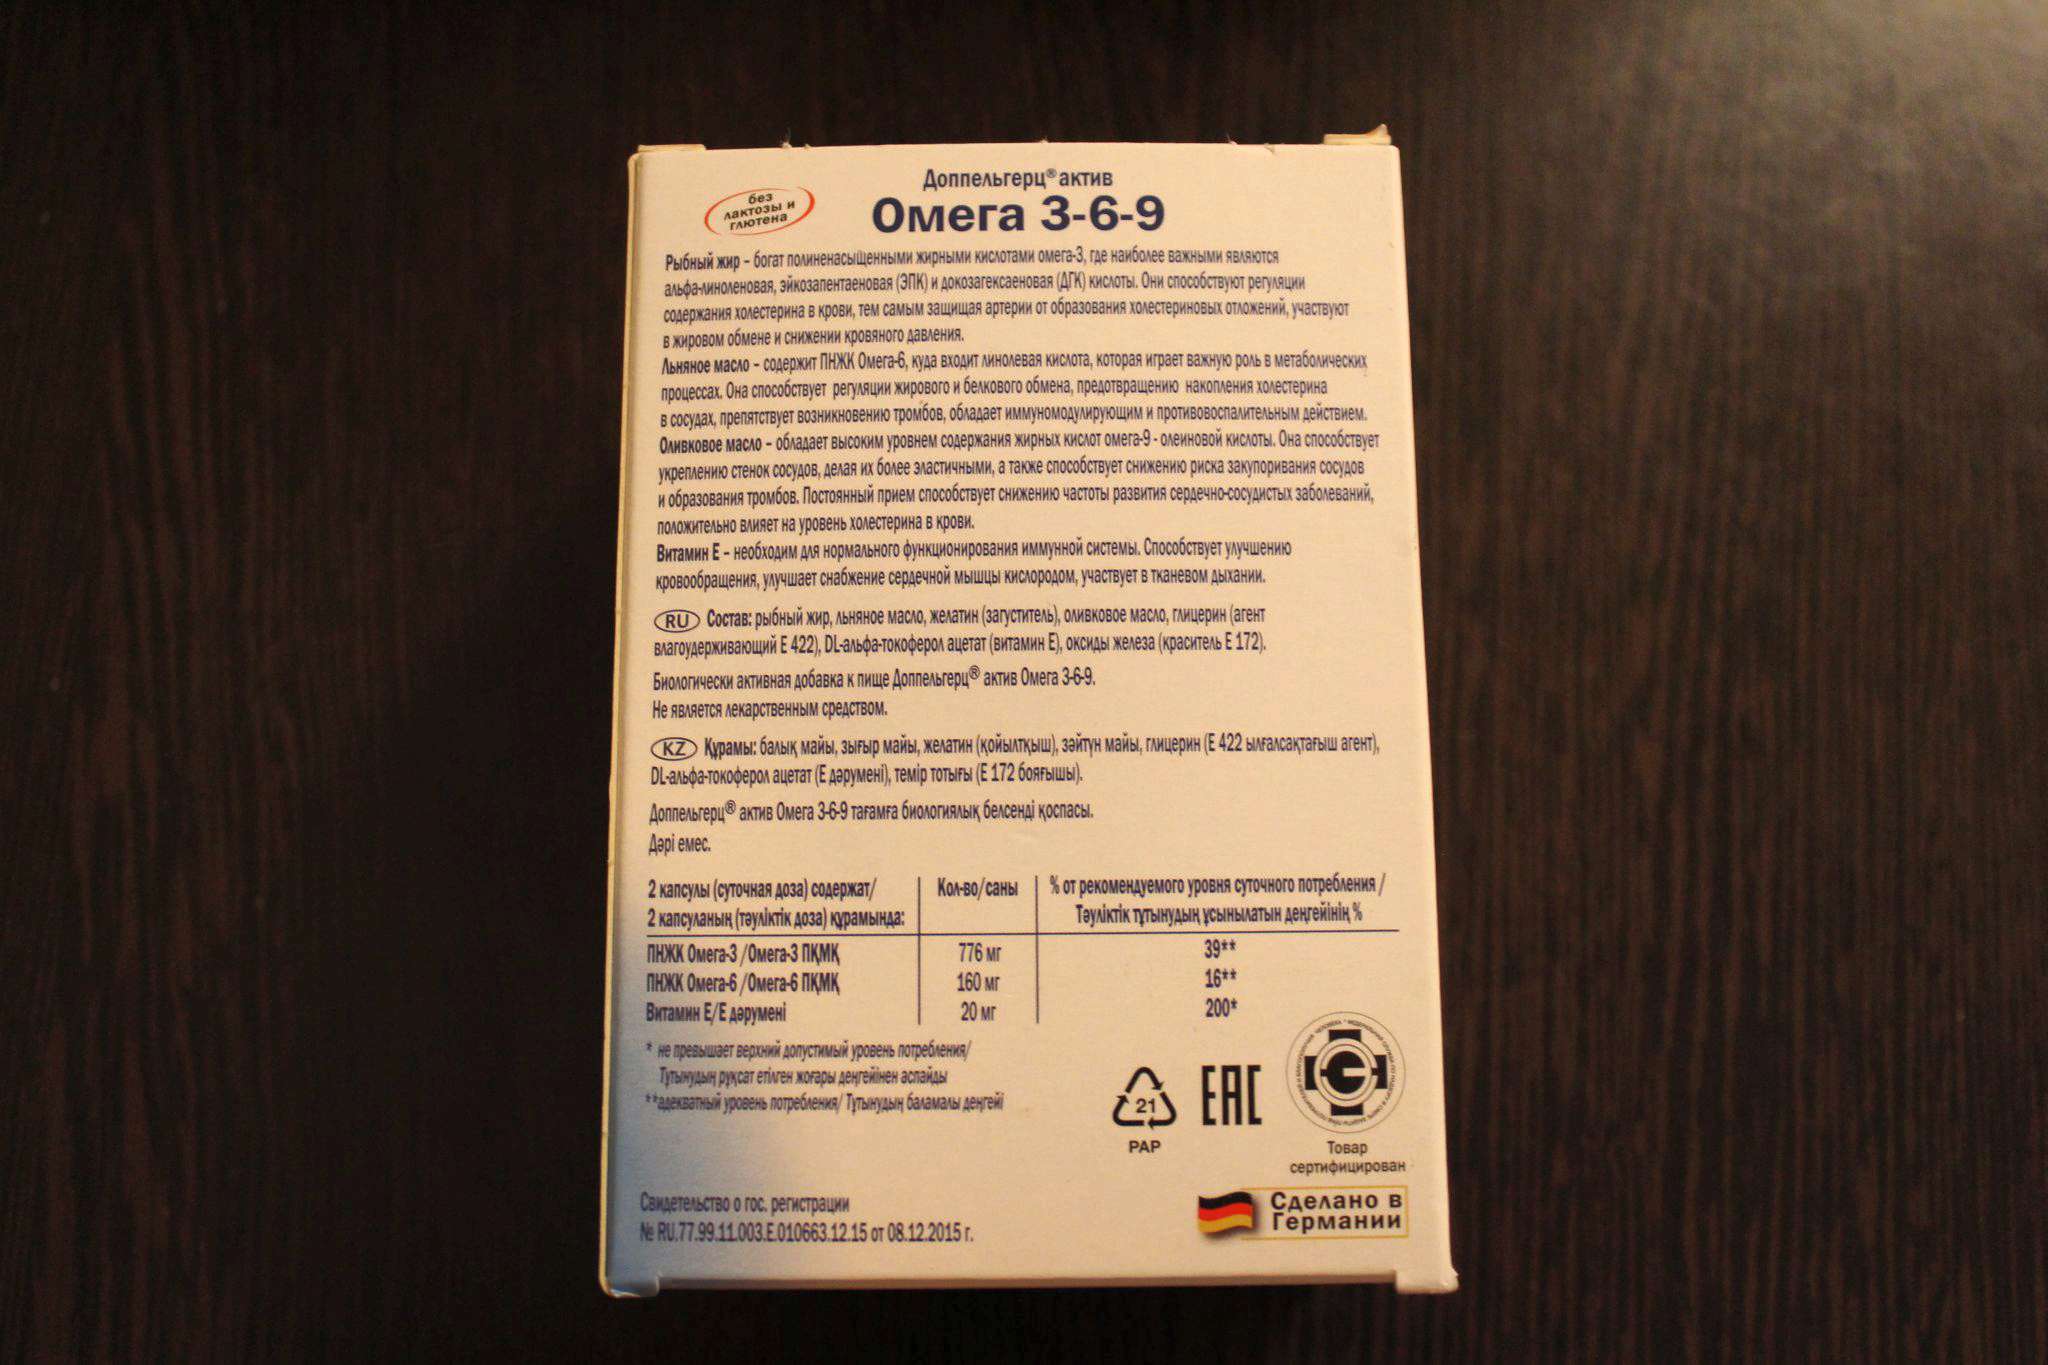 Доппельгерц® актив
Омега 3-6-9
без
лактозы и
глютена
Рыбный жир – богат полиненасыщенными жирными кислотами омега-3, где наиболее важными являются
альфа-линоленовая, эйкозапентаеновая (ЭПК) и докозагексаеновая (ДГК) кислоты. Они способствуют регуляции
содержания холестерина в крови, тем самым защищая артерии от образования холестериновых отложений, участвуют
в жировом обмене и снижении кровяного давления.
Льняное масло – содержит ПНЖК Омега-6, куда входит линолевая кислота, которая играет важную роль в метаболических
процессах. Она способствует регуляции жирового и белкового обмена, предотвращению накопления холестерина
в сосудах, препятствует возникновению тромбов, обладает иммуномодулирующим и противовоспалительным действием.
Оливковое масло – обладает высоким уровнем содержания жирных кислот омега-9 - олеиновой кислоты. Она способствует
укреплению стенок сосудов, делая их более эластичными, а также способствует снижению риска закупоривания сосудов
и образования тромбов. Постоянный прием способствует снижению частоты развития сердечно-сосудистых заболеваний,
положительно влияет на уровень холестерина в крови.
Витамин Е – необходим для нормального функционирования иммунной системы. Способствует улучшению
кровообращения, улучшает снабжение сердечной мышцы кислородом, участвует в тканевом дыхании.
RU Состав: рыбный жир, льняное масло, желатин (загуститель), оливковое масло, глицерин (агент
влагоудерживающий Е 422), DL-альфа-токоферол ацетат (витамин Е), оксиды железа (краситель Е 172).
Биологически активная добавка к пище Доппельгерц® актив Омега 3-6-9.
Не является лекарственным средством.
KZ Құрамы: балық майы, зығыр майы, желатин (қойылтқыш), зәйтүн майы, глицерин (Е 422 ылғалсақтағыш агент),
DL-альфа-токоферол ацетат (Е дәрумені), темір тотығы (Е 172 бояғышы).
Доппельгерц® актив Омега 3-6-9 тағамға биологиялық белсенді қоспасы.
Дәрі емес.
2 капсулы (суточная доза) содержат/ Кол-во/саны % от рекомендуемого уровня суточного потребления /
2 капсуланың (тәуліктік доза) құрамында: Тәуліктік тұтынудың ұсынылатын деңгейінің %
ПНЖК Омега-3 /Омега-3 ПҚМҚ 776 мг 39**
ПНЖК Омега-6 /Омега-6 ПҚМҚ 160 мг 16**
Витамин Е/Е дәрумені 20 мг 200*
* не превышает верхний допустимый уровень потребления/
Тұтынудың рұқсат етілген жоғары деңгейінен аспайды
**адекватный уровень потребления/ Тұтынудың баламалы деңгейі
21
PAP
EAC
Товар
сертифицирован
Свидетельство о гос. регистрации
№ RU.77.99.11.003.Е.010663.12.15 от 08.12.2015 г.
Сделано в
Германии